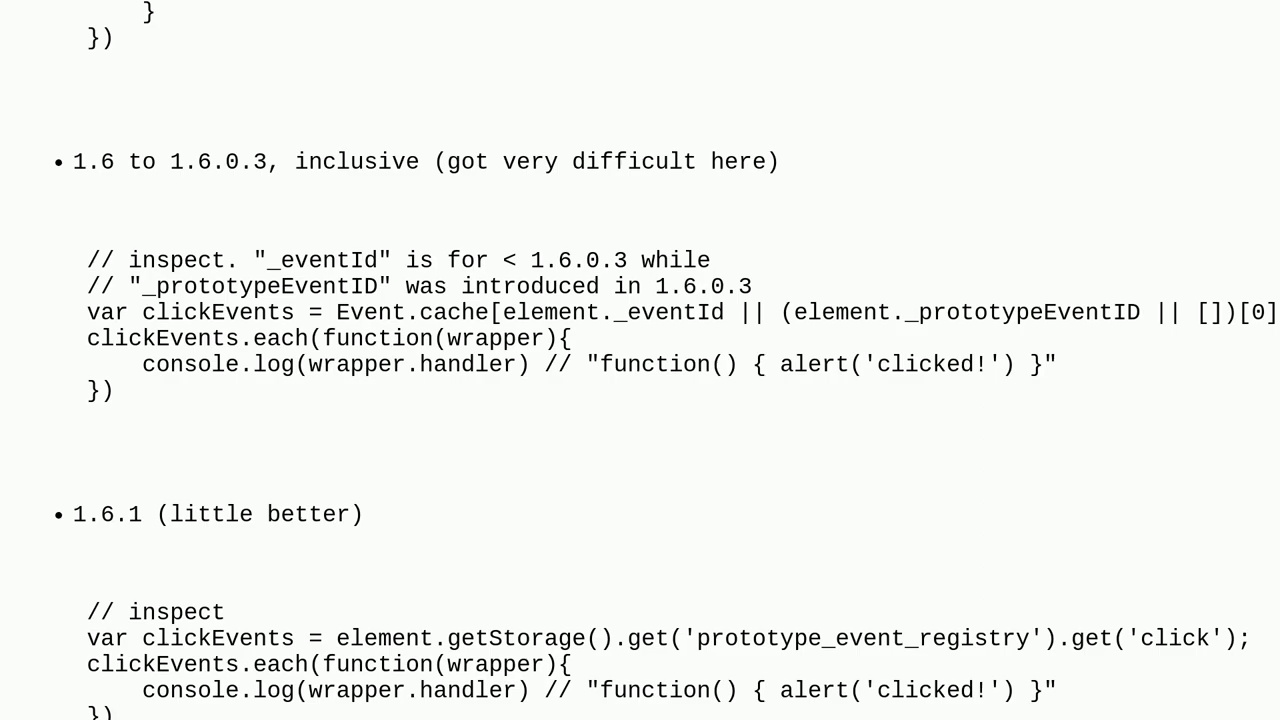 }
})
• 1.6 to 1.6.0.3, inclusive (got very difficult here)
// inspect. "_eventId" is for < 1.6.0.3 while
// "_prototypeEventID" was introduced in 1.6.0.3
var clickEvents = Event.cache[element._eventId || (element._prototypeEventID || [])[0]
clickEvents.each(function(wrapper){
    console.log(wrapper.handler) // "function() { alert('clicked!') }"
})
• 1.6.1 (little better)
// inspect
var clickEvents = element.getStorage().get('prototype_event_registry').get('click');
clickEvents.each(function(wrapper){
    console.log(wrapper.handler) // "function() { alert('clicked!') }"
})